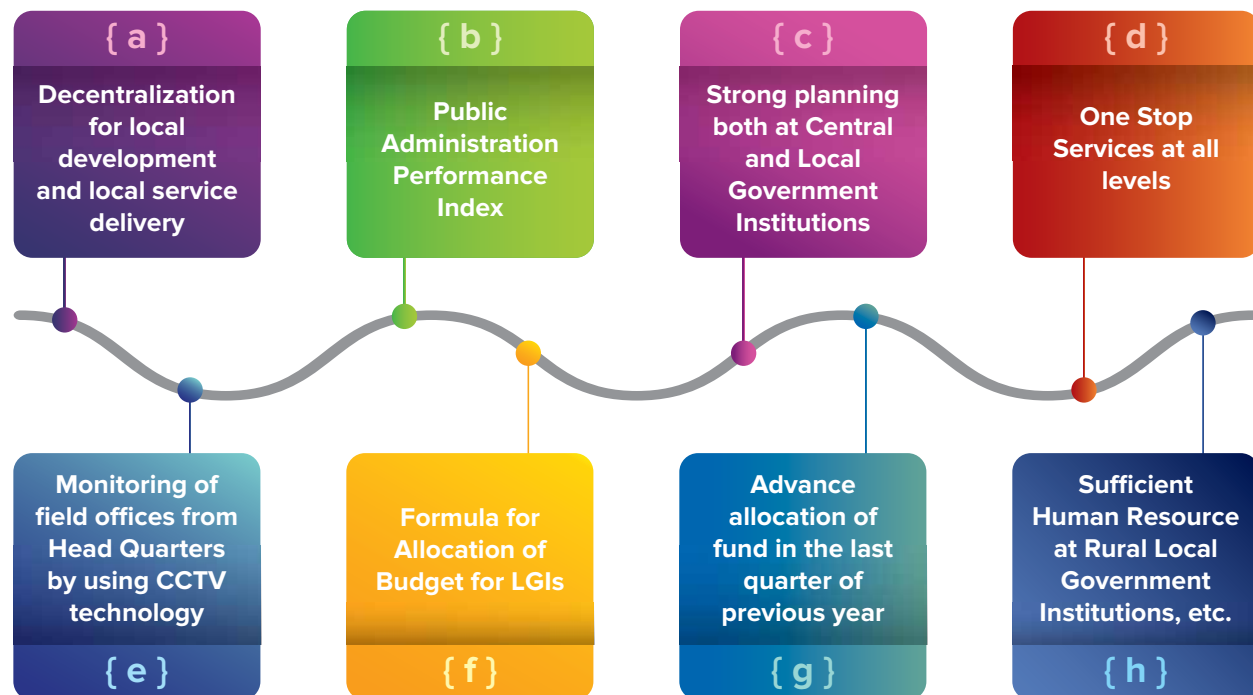 { a }
Decentralization
for local
development
and local service
delivery
{ b }
Public
Administration
Performance
Index
{ c }
Strong planning
both at Central
and Local
Government
Institutions
{ d }
One Stop
Services at all
levels
Monitoring of
field offices from
Head Quarters
by using CCTV
technology
{ e }
Formula for
Allocation of
Budget for LGIs
{ f }
Advance
allocation of
fund in the last
quarter of
previous year
{ g }
Sufficient
Human Resource
at Rural Local
Government
Institutions, etc.
{ h }